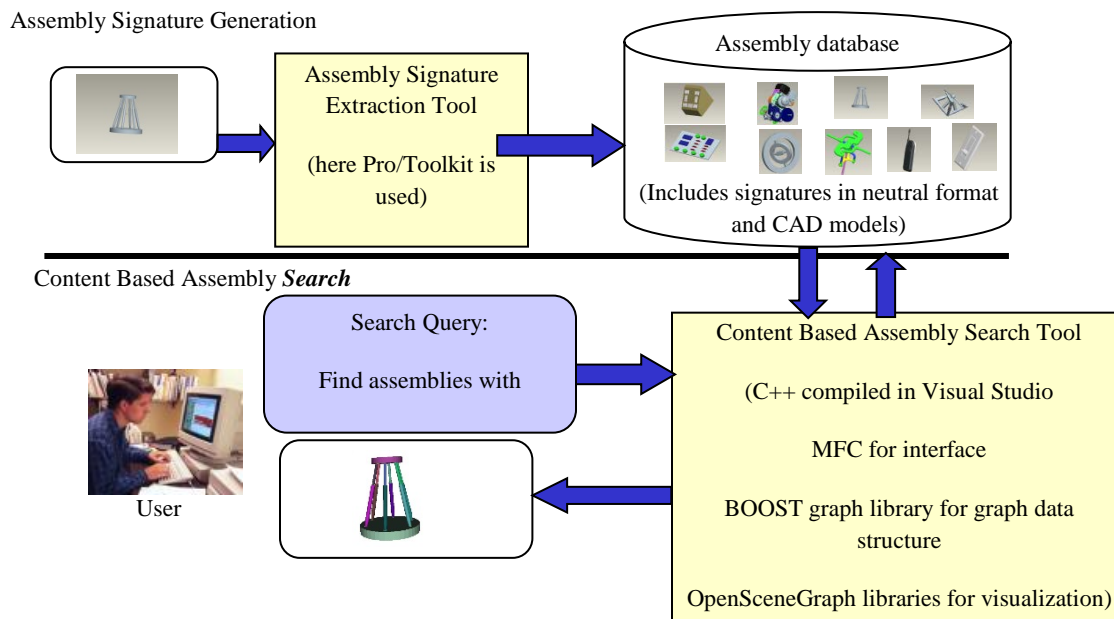 Assembly Signature Generation
Assembly Signature
Extraction Tool
(here Pro/Toolkit is
used)
Assembly database
(Includes signatures in neutral format
and CAD models)
Content Based Assembly Search
Search Query:
Find assemblies with
User
Content Based Assembly Search Tool
(C++ compiled in Visual Studio
MFC for interface
BOOST graph library for graph data
structure
OpenSceneGraph libraries for visualization)